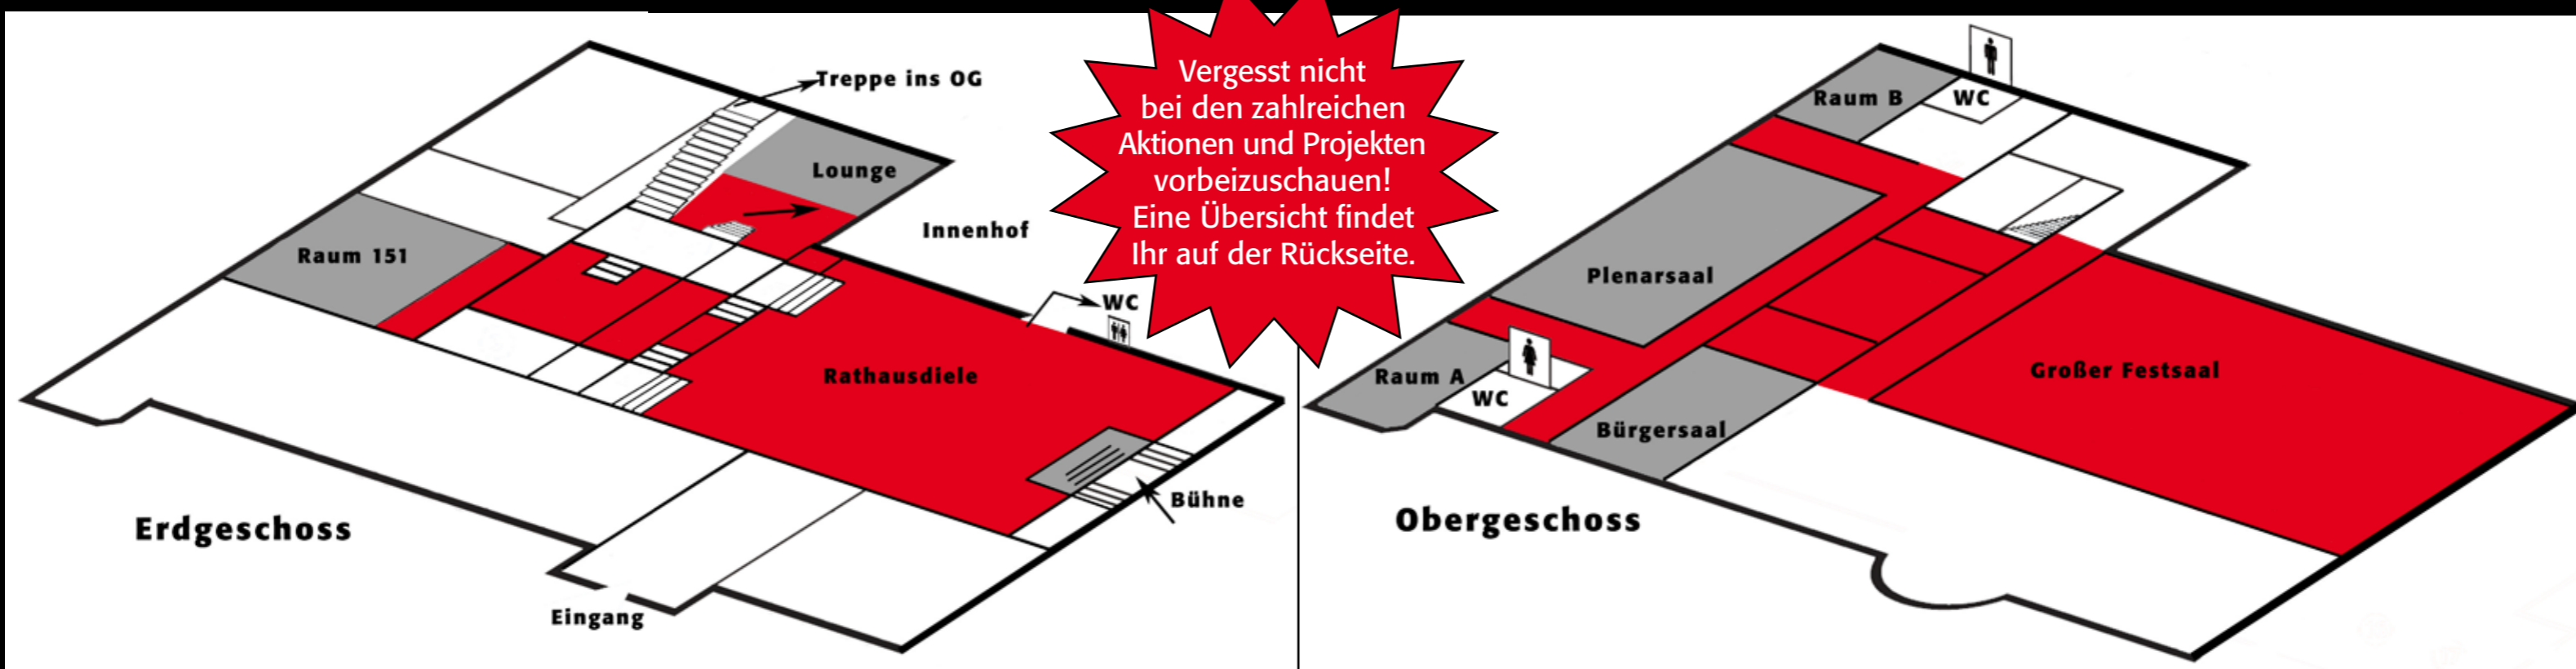 Treppe ins OG
Lounge
Innenhof
Raum 151
WC
Rathausdiele
Bühne
Erdgeschoss
Eingang
Vergesst nicht
bei den zahlreichen
Aktionen und Projekten
vorbeizuschauen!
Eine Übersicht findet
Ihr auf der Rückseite.
Raum B
WC
Plenarsaal
Raum A
WC
Großer Festsaal
Bürgersaal
Obergeschoss